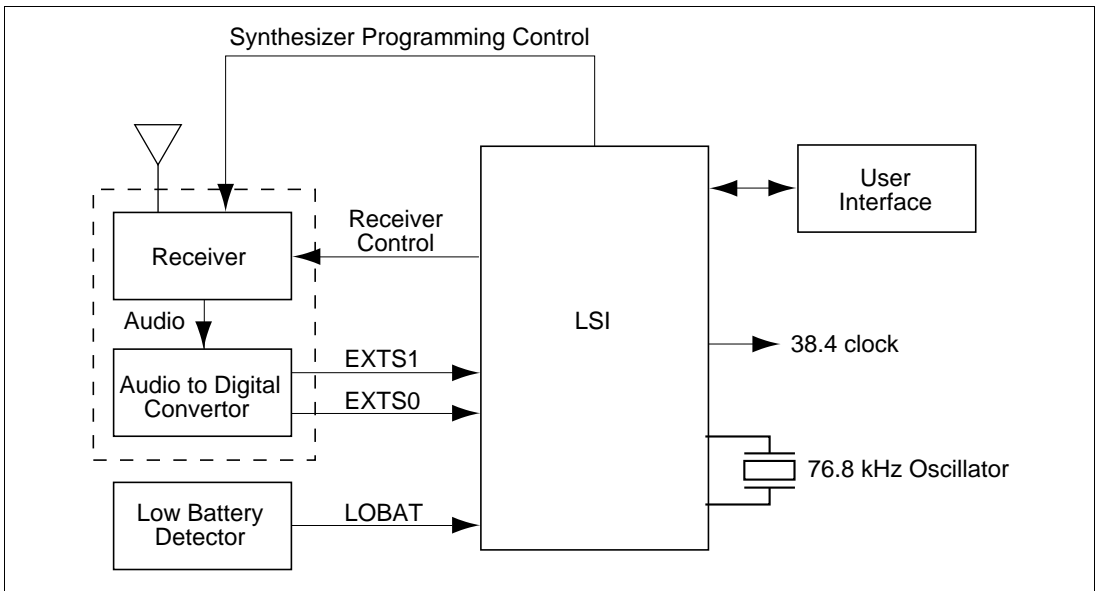 Synthesizer Programming Control
Receiver
Control
User
Interface
Receiver
Audio
LSI
38.4 clock
EXTS1
Audio to Digital
Convertor
EXTS0
76.8 kHz Oscillator
Low Battery
Detector
LOBAT